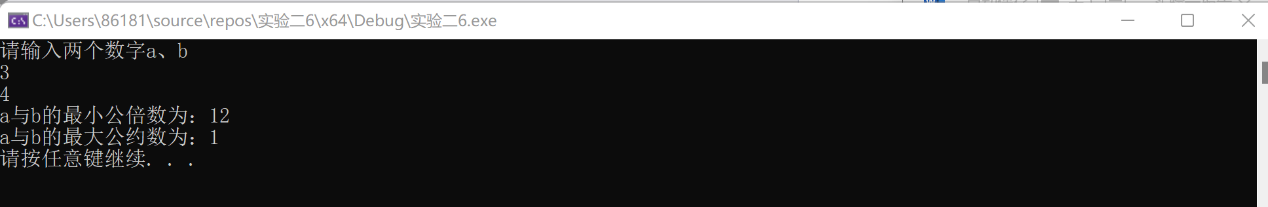 C:\Users\86181\source\repos\实验二6\x64\Debug\实验二6.exe
请输入两个数字a、b
3
4
a与b的最小公倍数为：12
a与b的最大公约数为：1
请按任意键继续. . .